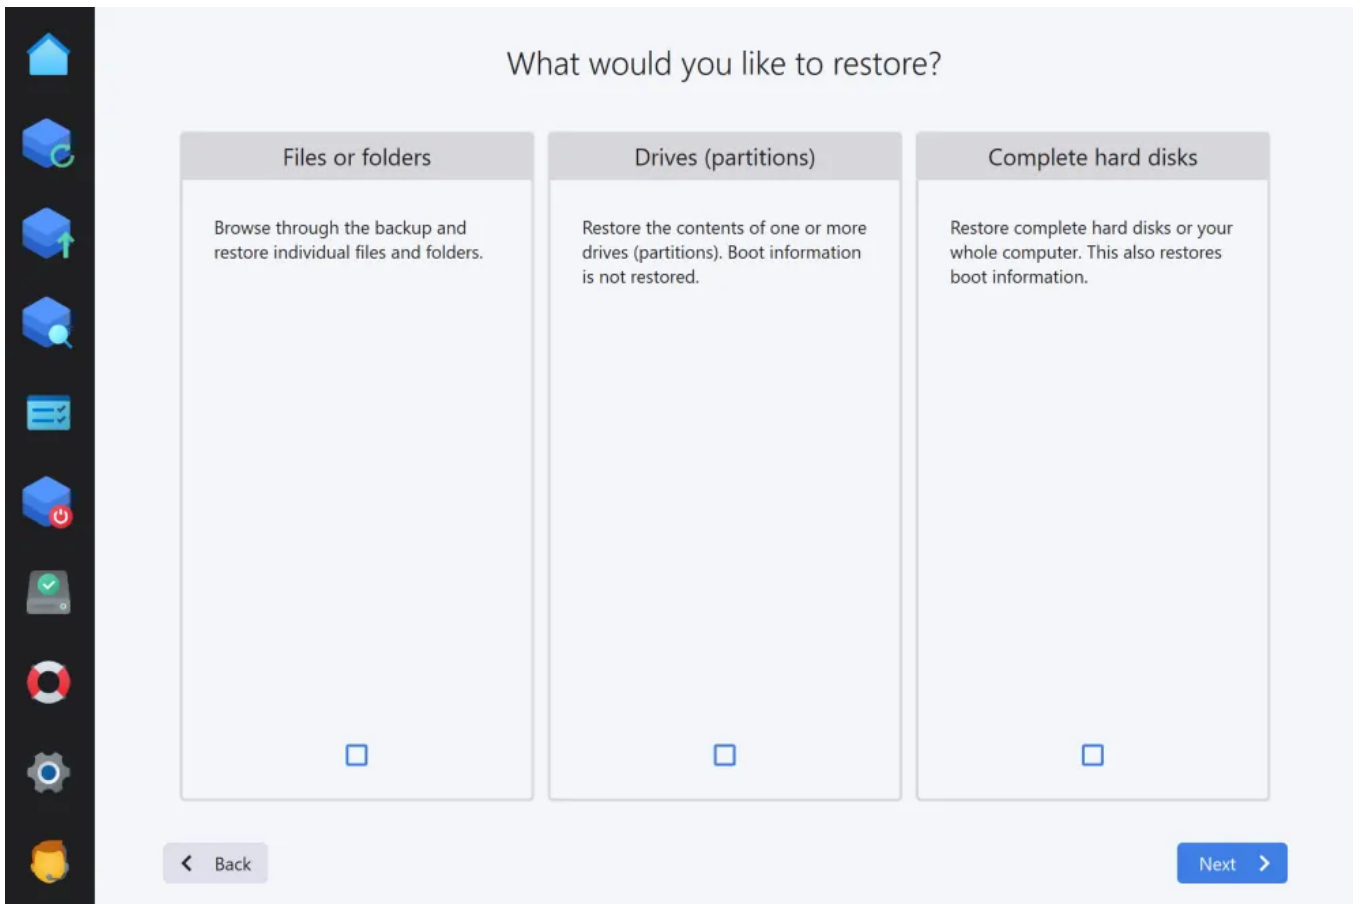 What would you like to restore?
Files or folders
Browse through the backup and
restore individual files and folders.
Drives (partitions)
Restore the contents of one or more
drives (partitions). Boot information
is not restored.
Complete hard disks
Restore complete hard disks or your
whole computer. This also restores
boot information.
Back
Next